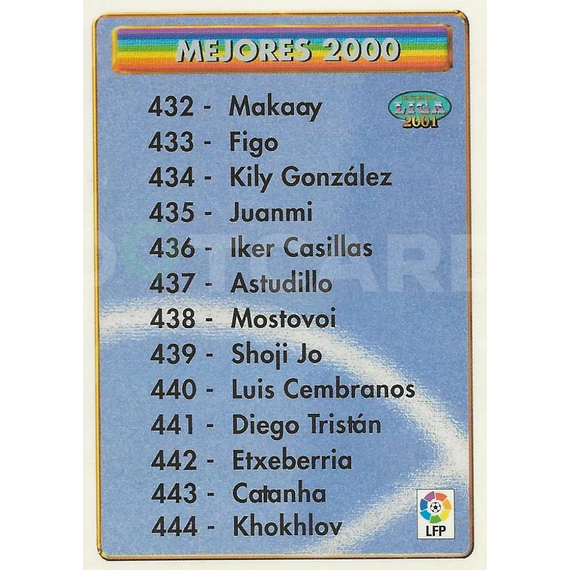 MEJORES 2000
432 - Makaay
LIGA
2001
433 - Figo
434 - Kily González
435 - Juanmi
436 - Iker Casillas
437 - Astudillo
438 - Mostovoi
439 - Shoji Jo
440 - Luis Cembranos
441 - Diego Tristán
442 - Etxeberria
443 - Catanha
444 - Khokhlov
LFP